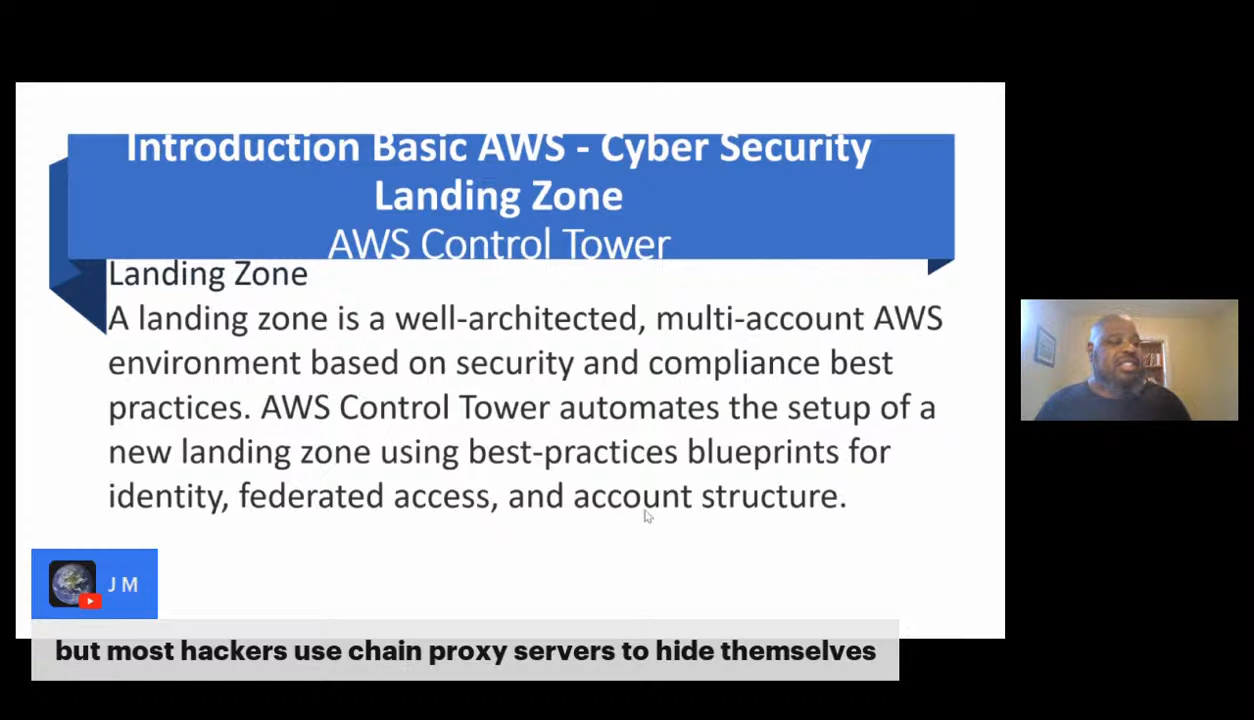 Introduction Basic AWS - Cyber Security
Landing Zone
AWS Control Tower
Landing Zone
A landing zone is a well-architected, multi-account AWS
environment based on security and compliance best
practices. AWS Control Tower automates the setup of a
new landing zone using best-practices blueprints for
identity, federated access, and account structure.
J M
but most hackers use chain proxy servers to hide themselves